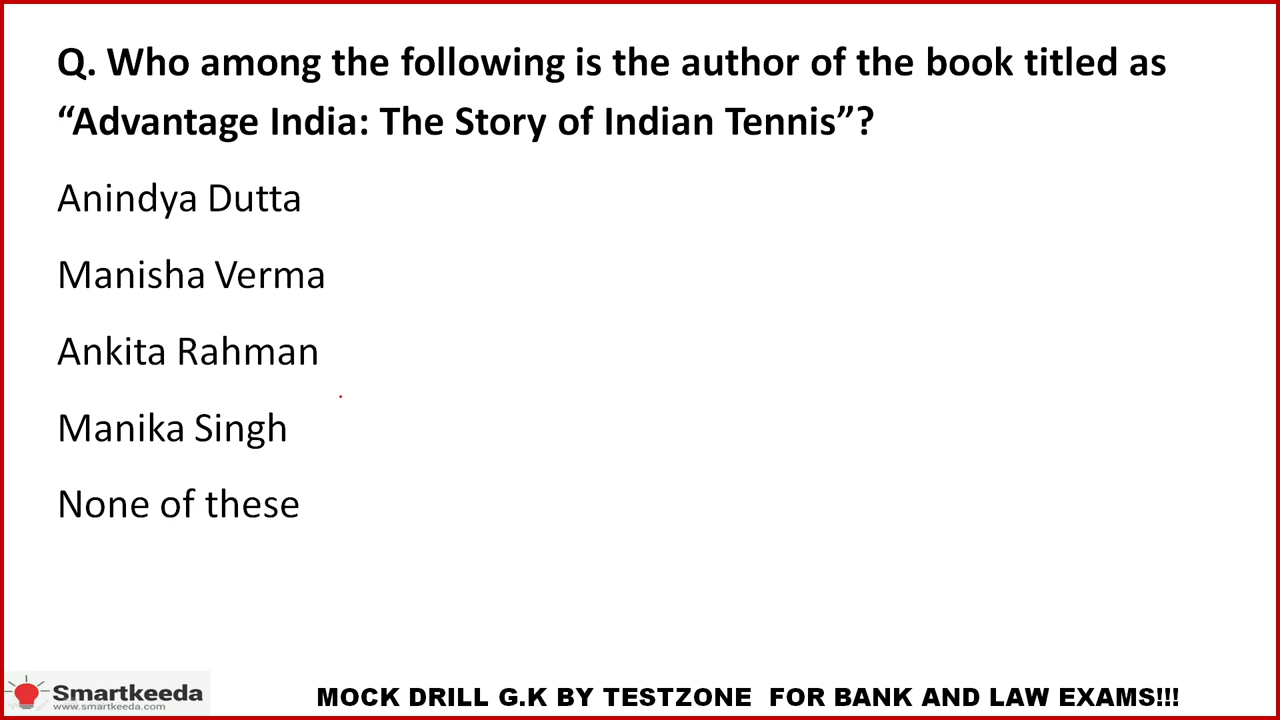 Q. Who among the following is the author of the book titled as
“Advantage India: The Story of Indian Tennis”?
Anindya Dutta
Manisha Verma
Ankita Rahman
Manika Singh
None of these
Smartkeeda
www.smartkeeda.com
MOCK DRILL G.K BY TESTZONE FOR BANK AND LAW EXAMS!!!